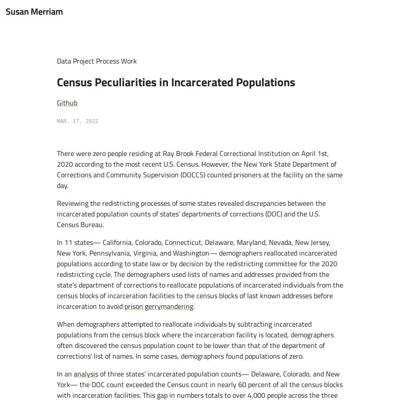 Susan Merriam
Data Project Process Work
Census Peculiarities in Incarcerated Populations
Github
MAR. 17, 2022
There were zero people residing at Ray Brook Federal Correctional Institution on April 1st,
2020 according to the most recent U.S. Census. However, the New York State Department of
Corrections and Community Supervision (DOCCS) counted prisoners at the facility on the same
day.
Reviewing the redistricting processes of some states revealed discrepancies between the
incarcerated population counts of states' departments of corrections (DOC) and the U.S.
Census Bureau.
In 11 states— California, Colorado, Connecticut, Delaware, Maryland, Nevada, New Jersey,
New York, Pennsylvania, Virginia, and Washington— demographers reallocated incarcerated
populations according to state law or by decision by the redistricting committee for the 2020
redistricting cycle. The demographers used lists of names and addresses provided from the
state's department of corrections to reallocate populations of incarcerated individuals from the
census blocks of incarceration facilities to the census blocks of last known addresses before
incarceration to avoid prison gerrymandering.
When demographers attempted to reallocate individuals by subtracting incarcerated
populations from the census block where the incarceration facility is located, demographers
often discovered the census population count to be lower than that of the department of
corrections' list of names. In some cases, demographers found populations of zero.
In an analysis of three states' incarcerated population counts— Delaware, Colorado, and New
York— the DOC count exceeded the Census count in nearly 60 percent of all the census blocks
with incarceration facilities. This gap in numbers totals to over 4,000 people across the three